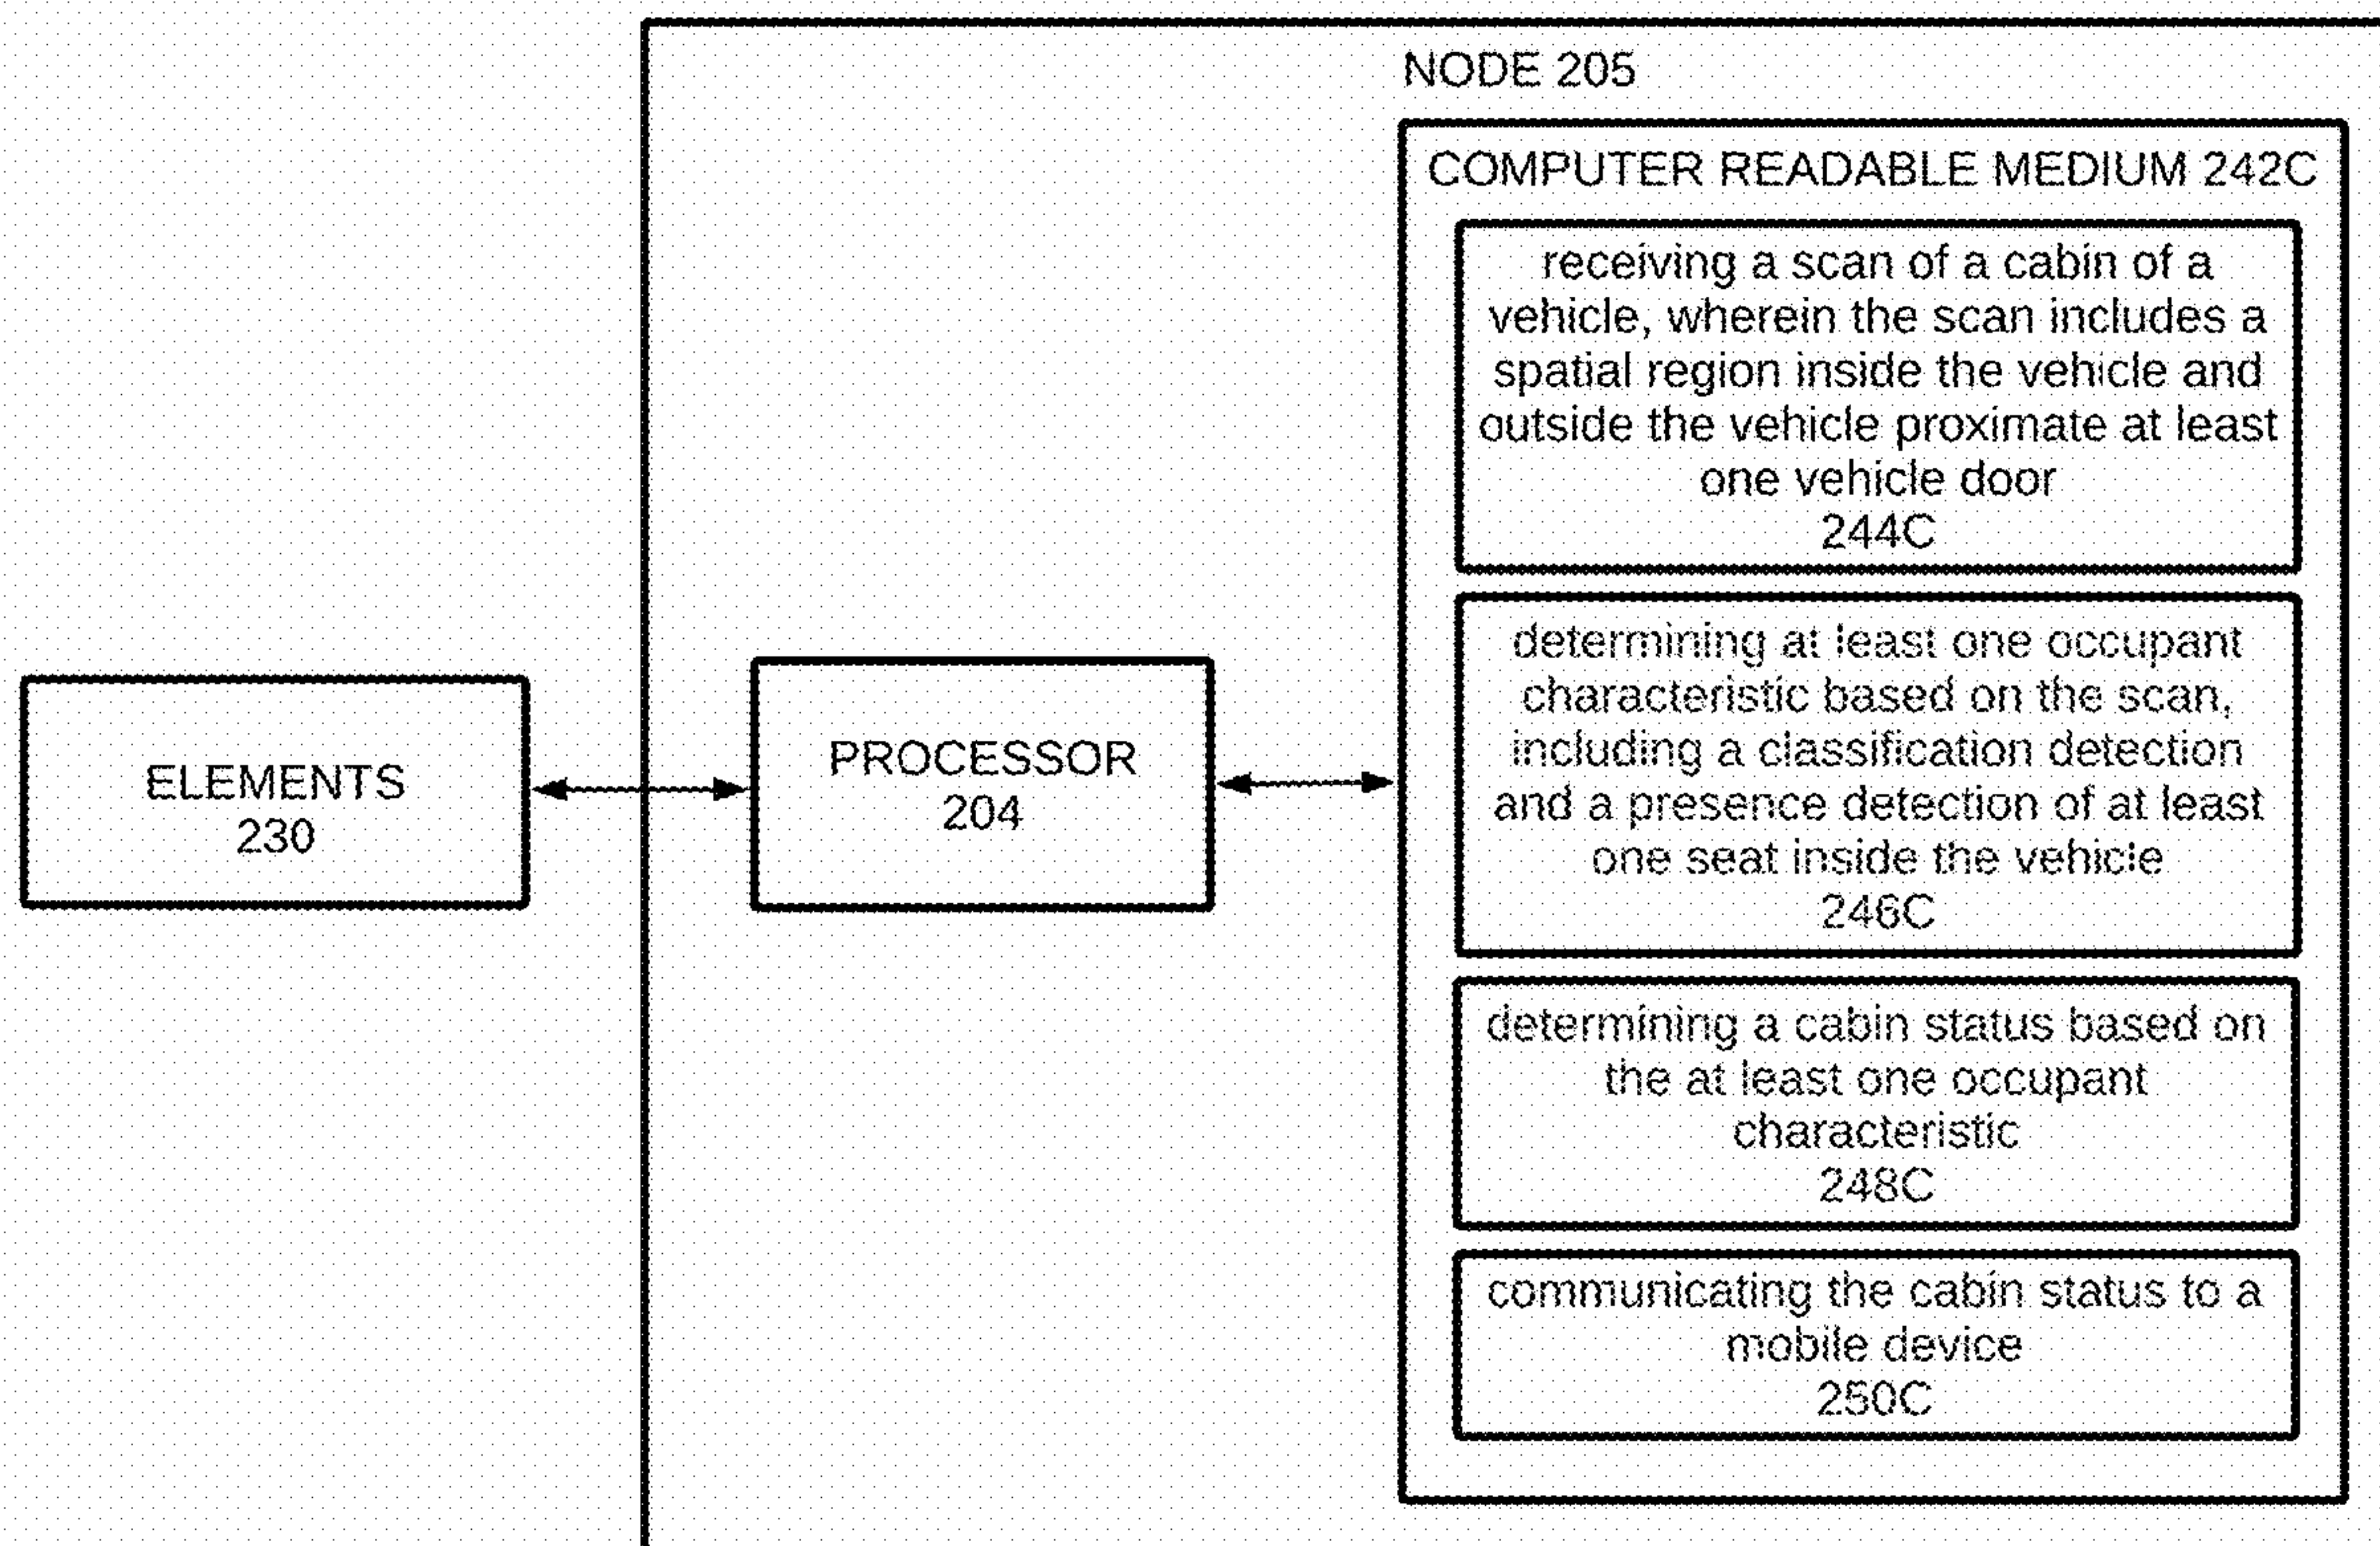 NODE 205
COMPUTER READABLE MEDIUM 242C
receiving a scan of a cabin of a
vehicle, wherein the scan includes a
spatial region inside the vehicle and
outside the vehicle proximate at least
one vehicle door
244C
determining at least one occupant
characteristic based on the scan,
including a classification detection
and a presence detection of at least
one seat inside the vehicle
246C
determining a cabin status based on
the at least one occupant
characteristic
248C
communicating the cabin status to a
mobile device
250C
PROCESSOR
204
ELEMENTS
230